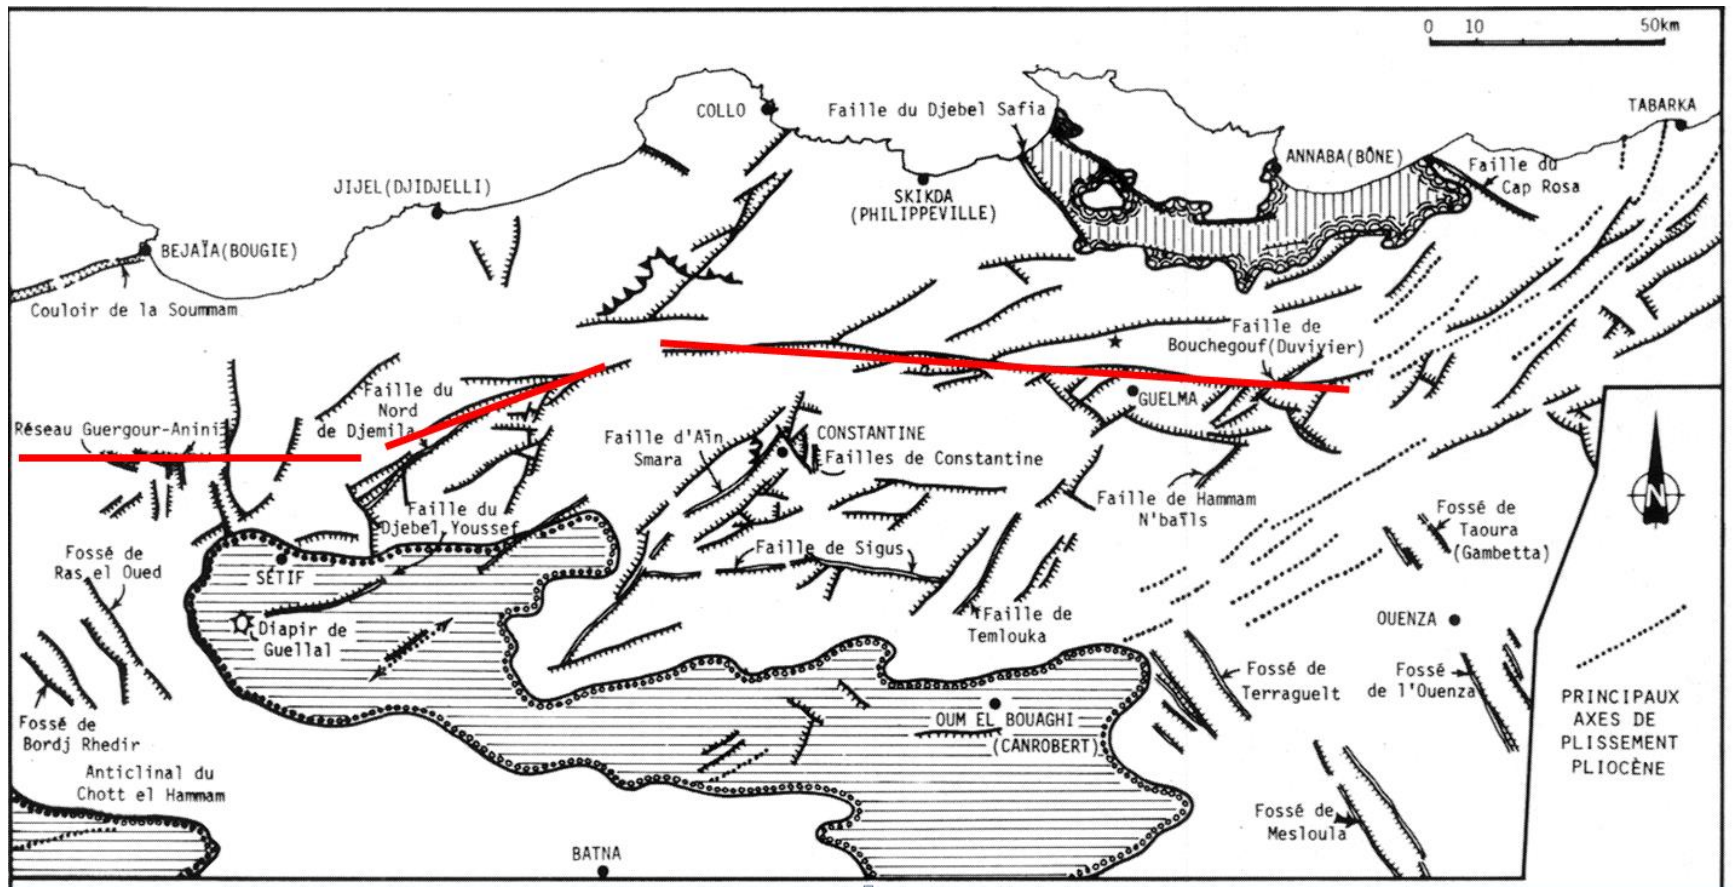 0 10 50km
COLLO
Faille du Djebel Safia
TABARKA
JIJEL(DJIDJELLI)
SKIKDA
(PHILIPPEVILLE)
ANNABA(BÔNE)
Faille du
Cap Rosa
BEJAÏA(BOUGIE)
Couloir de la Soummam
Faille de
Bouchegouf(Duvivier)
Faille du
Nord
de Djemila
Réseau Guergour-Anini
GUELMA
Faille d'Aïn
Smara
CONSTANTINE
Failles de Constantine
Faille de Hammam
N'baïls
Faille du
Djebel Youssef
Fossé de
Taoura
(Gambetta)
Fossé de
Ras el Oued
SÉTIF
Faille de Sigus
Diapir de
Guellal
Faille de
Temlouka
OUENZA
Fossé de
Terraguelt
Fossé
de l'Ouenza
N
PRINCIPAUX
AXES DE
PLISSEMENT
PLIOCÈNE
Fossé de
Bordj Rhedir
OUM EL BOUAGHI
(CANROBERT)
Anticlinal du
Chott el Hammam
Fossé de
Mesloula
BATNA